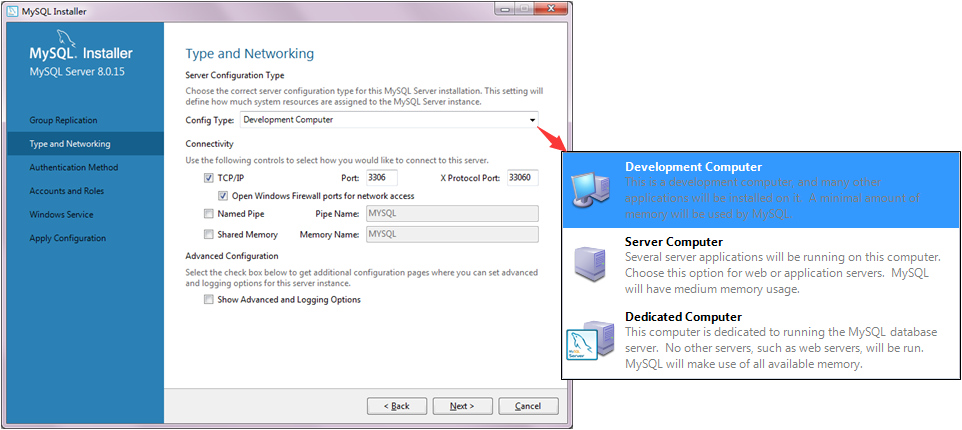 MySQL Installer
MySQL. Installer
MySQL Server 8.0.15
Group Replication
Type and Networking
Authentication Method
Accounts and Roles
Windows Service
Apply Configuration
Type and Networking
Server Configuration Type
Choose the correct server configuration type for this MySQL Server installation. This setting will
define how much system resources are assigned to the MySQL Server instance.
Config Type: Development Computer
Connectivity
Use the following controls to select how you would like to connect to this server.
TCP/IP Port: 3306 X Protocol Port: 33060
Open Windows Firewall ports for network access
Named Pipe Pipe Name: MYSQL
Shared Memory Memory Name: MYSQL
Advanced Configuration
Select the check box below to get additional configuration pages where you can set advanced
and logging options for this server instance.
Show Advanced and Logging Options
< Back Next > Cancel
Development Computer
This is a development computer, and many other
applications will be installed on it. A minimal amount of
memory will be used by MySQL.
Server Computer
Several server applications will be running on this computer.
Choose this option for web or application servers. MySQL
will have medium memory usage.
Dedicated Computer
This computer is dedicated to running the MySQL database
server. No other servers, such as web servers, will be run.
MySQL will make use of all available memory.
MySQL
Server